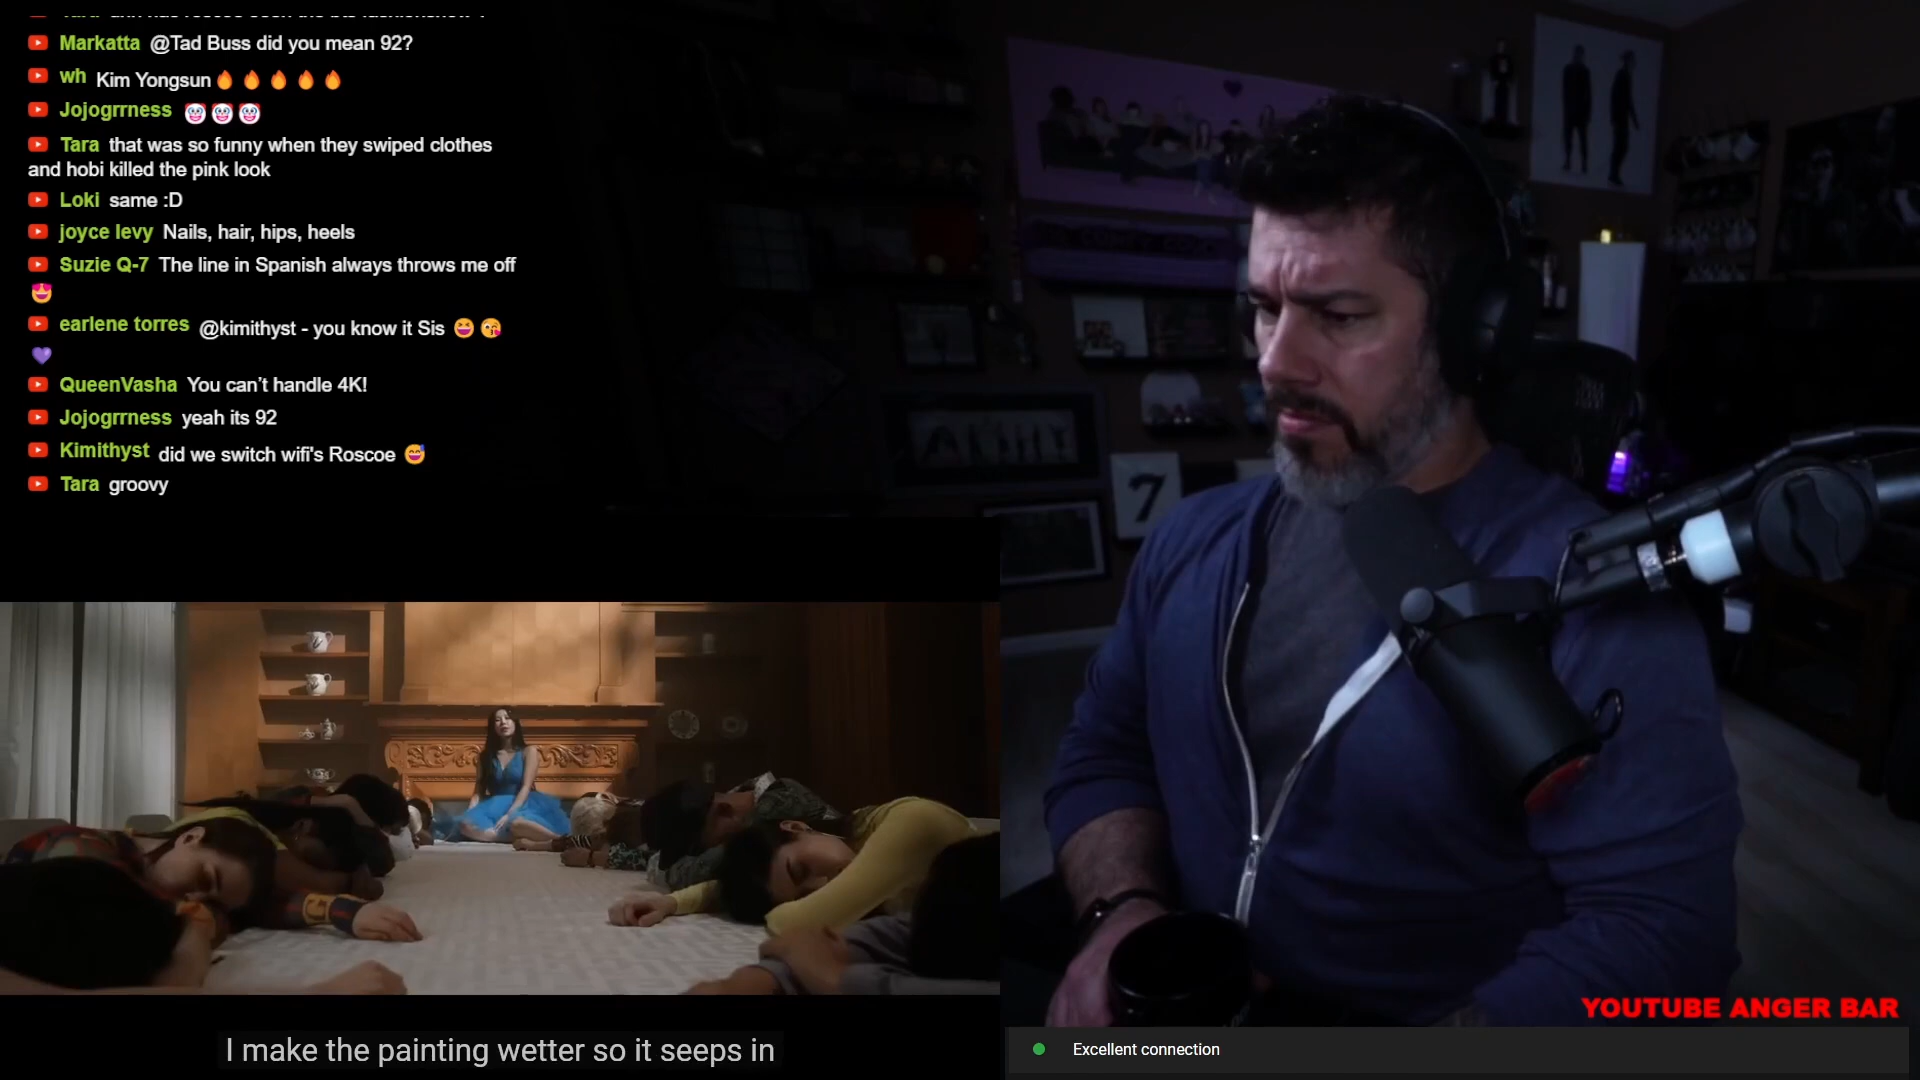 Markatta @Tad Buss did you mean 92?
wh Kim Yongsun🔥🔥🔥🔥🔥
Jojogrrness 🤡🤡🤡
Tara that was so funny when they swiped clothes
and hobi killed the pink look
Loki same :D
joyce levy Nails, hair, hips, heels
Suzie Q-7 The line in Spanish always throws me off
😍
earlene torres @kimithyst - you know it Sis 😆😘
💜
QueenVasha You can't handle 4K!
Jojogrrness yeah its 92
Kimithyst did we switch wifi's Roscoe 😅
Tara groovy
7
I make the painting wetter so it seeps in
YOUTUBE ANGER BAR
Excellent connection